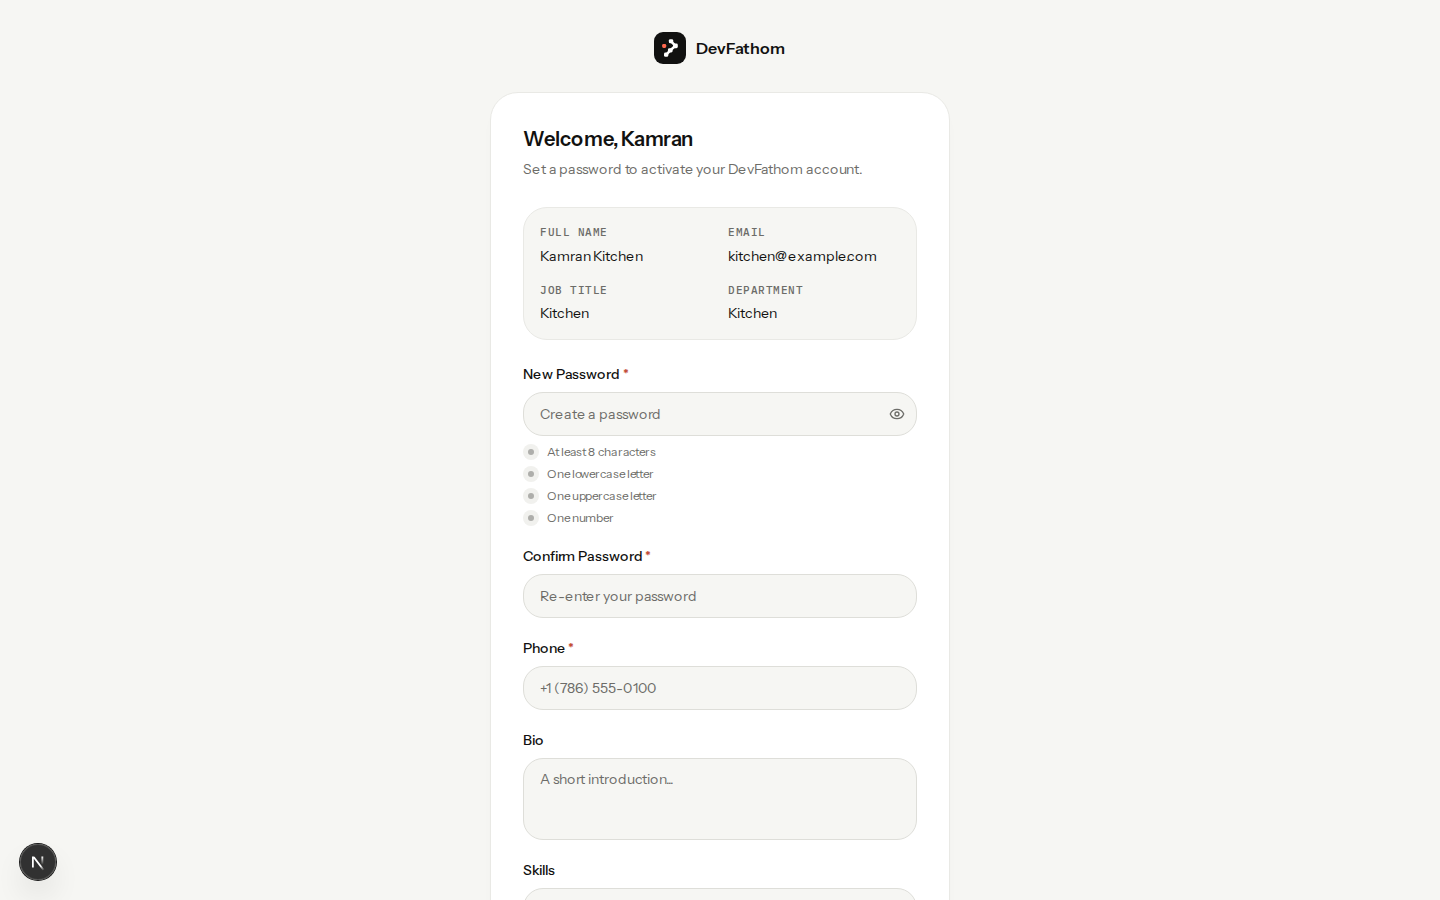 DevFathom
Welcome, Kamran
Set a password to activate your DevFathom account.
FULL NAME
Kamran Kitchen
EMAIL
kitchen@example.com
JOB TITLE
Kitchen
DEPARTMENT
Kitchen
New Password *
Create a password
At least 8 characters
One lowercase letter
One uppercase letter
One number
Confirm Password *
Re-enter your password
Phone *
+1 (786) 555-0100
Bio
A short introduction...
Skills
N